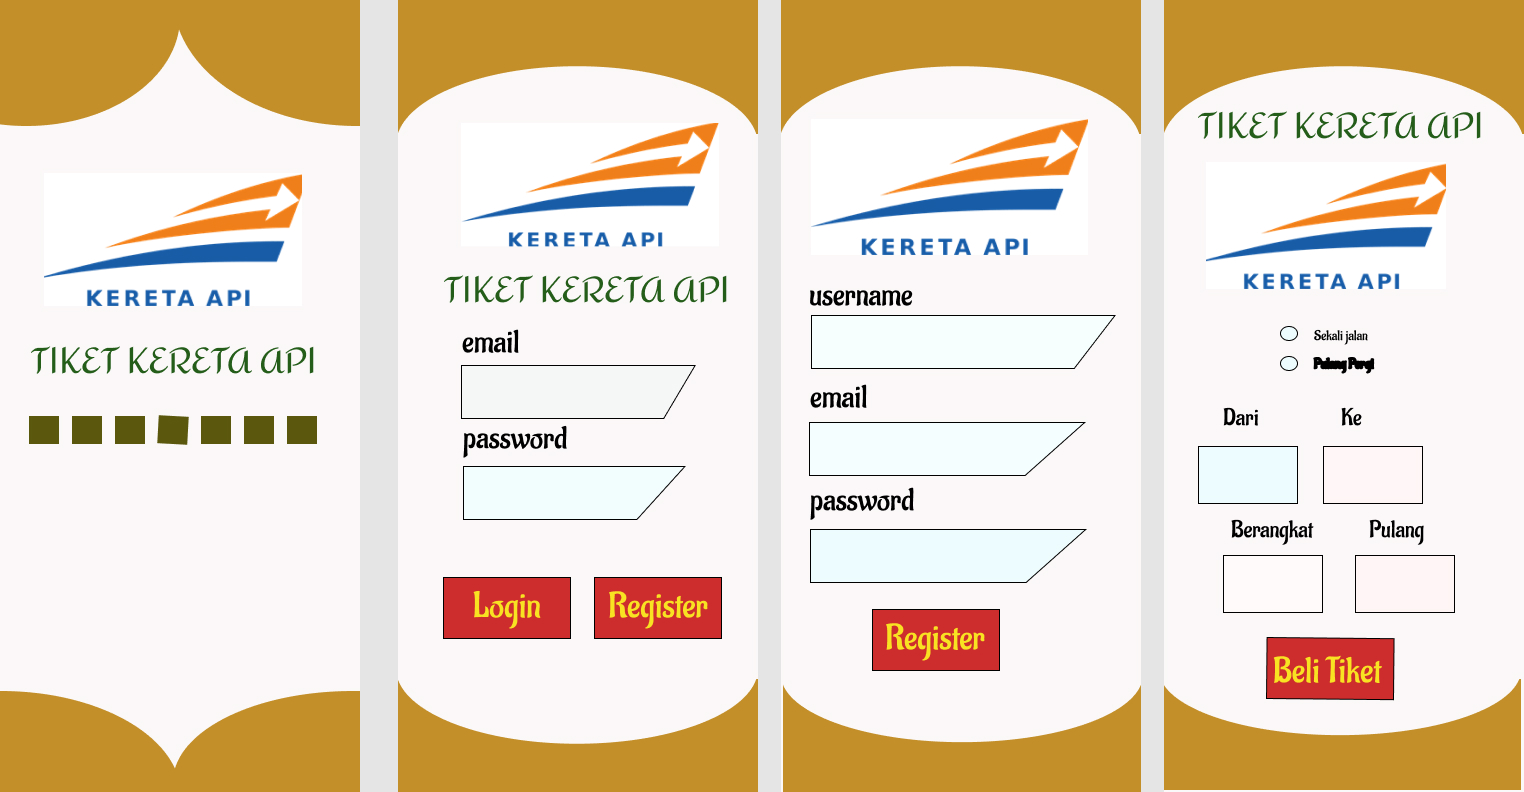 KERETA API
TIKET KERETA API
KERETA API
TIKET KERETA API
email
password
Login
Register
KERETA API
username
email
password
Register
TIKET KERETA API
KERETA API
Sekali jalan
Pulang Pergi
Dari
Ke
Berangkat
Pulang
Beli Tiket